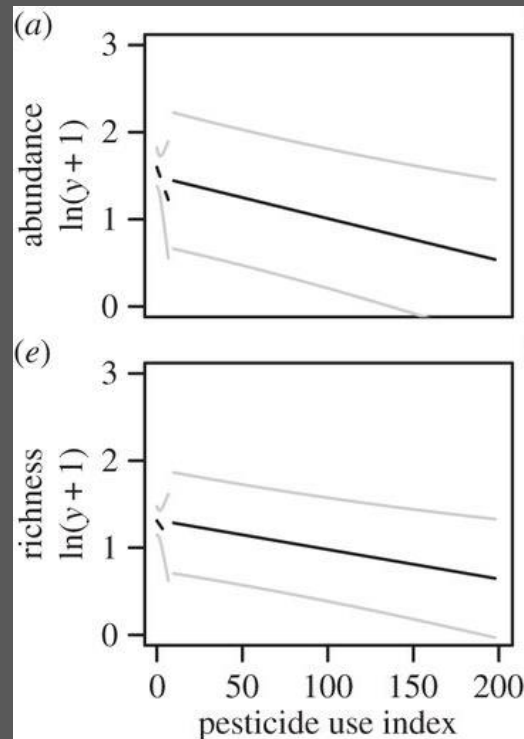 (a)
abundance
ln(y + 1)
3
2
1
0
(e)
richness
ln(y + 1)
3
2
1
0
0 50 100 150 200
pesticide use index